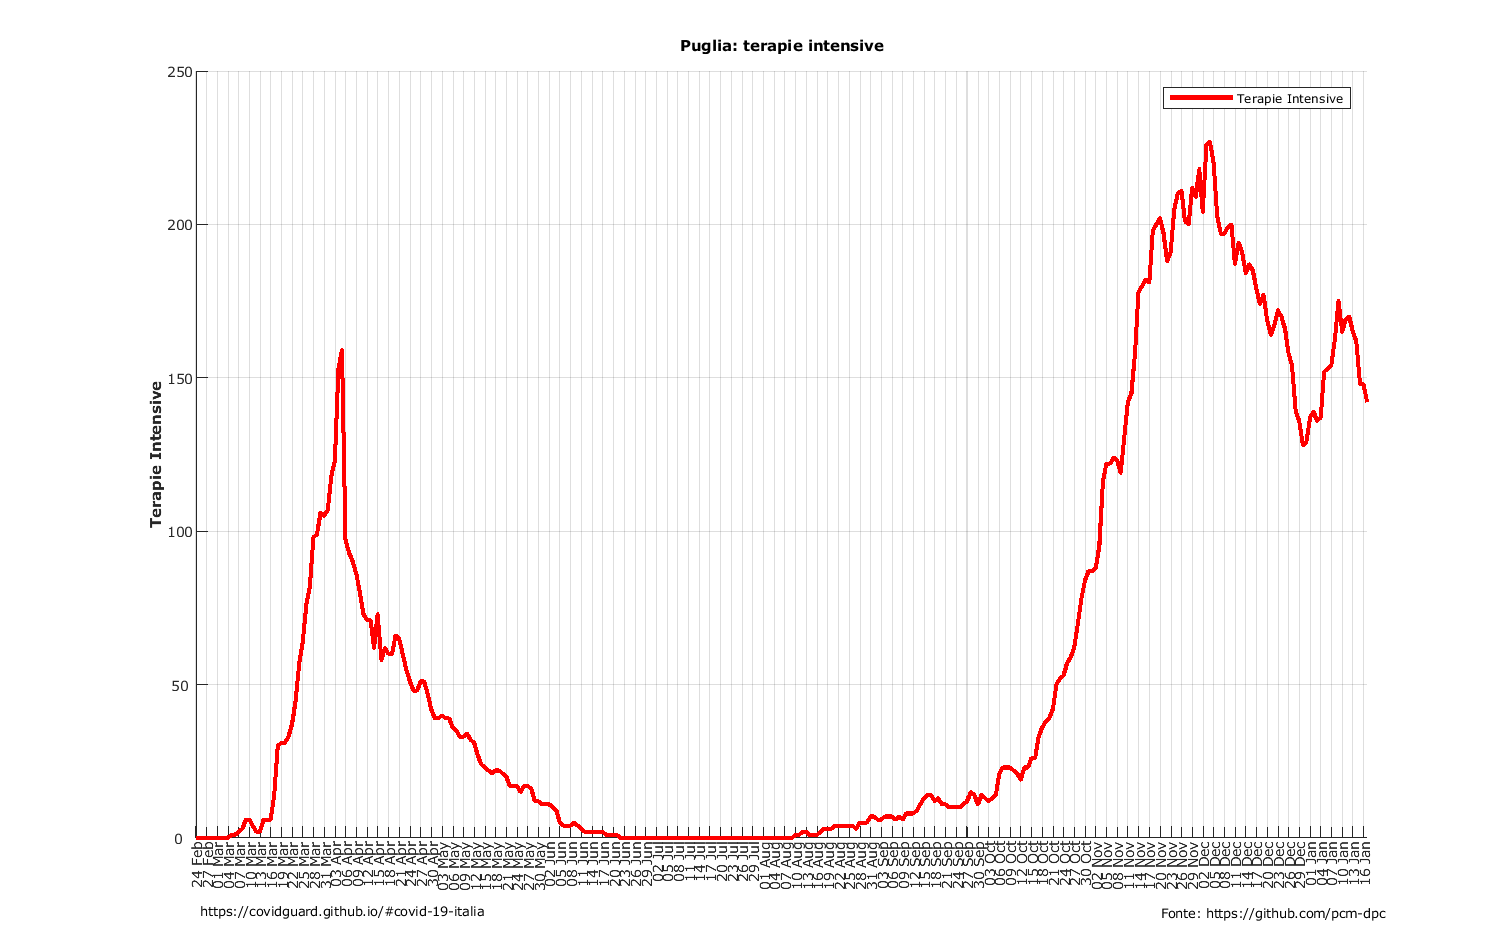 Puglia: terapie intensive
Terapie Intensive
Terapie Intensive
250
200
150
100
50
0
24 Feb
27 Feb
01 Mar
04 Mar
07 Mar
10 Mar
13 Mar
16 Mar
19 Mar
22 Mar
25 Mar
28 Mar
31 Mar
03 Apr
06 Apr
09 Apr
12 Apr
15 Apr
18 Apr
21 Apr
24 Apr
27 Apr
30 Apr
03 May
06 May
09 May
12 May
15 May
18 May
21 May
24 May
27 May
30 May
02 Jun
05 Jun
08 Jun
11 Jun
14 Jun
17 Jun
20 Jun
23 Jun
26 Jun
29 Jun
02 Jul
05 Jul
08 Jul
11 Jul
14 Jul
17 Jul
20 Jul
23 Jul
26 Jul
29 Jul
01 Aug
04 Aug
07 Aug
10 Aug
13 Aug
16 Aug
19 Aug
22 Aug
25 Aug
28 Aug
31 Aug
03 Sep
06 Sep
09 Sep
12 Sep
15 Sep
18 Sep
21 Sep
24 Sep
27 Sep
30 Sep
03 Oct
06 Oct
09 Oct
12 Oct
15 Oct
18 Oct
21 Oct
24 Oct
27 Oct
30 Oct
02 Nov
05 Nov
08 Nov
11 Nov
14 Nov
17 Nov
20 Nov
23 Nov
26 Nov
29 Nov
02 Dec
05 Dec
08 Dec
11 Dec
14 Dec
17 Dec
20 Dec
23 Dec
26 Dec
29 Dec
01 Jan
04 Jan
07 Jan
10 Jan
13 Jan
16 Jan
https://covidguard.github.io/#covid-19-italia
Fonte: https://github.com/pcm-dpc